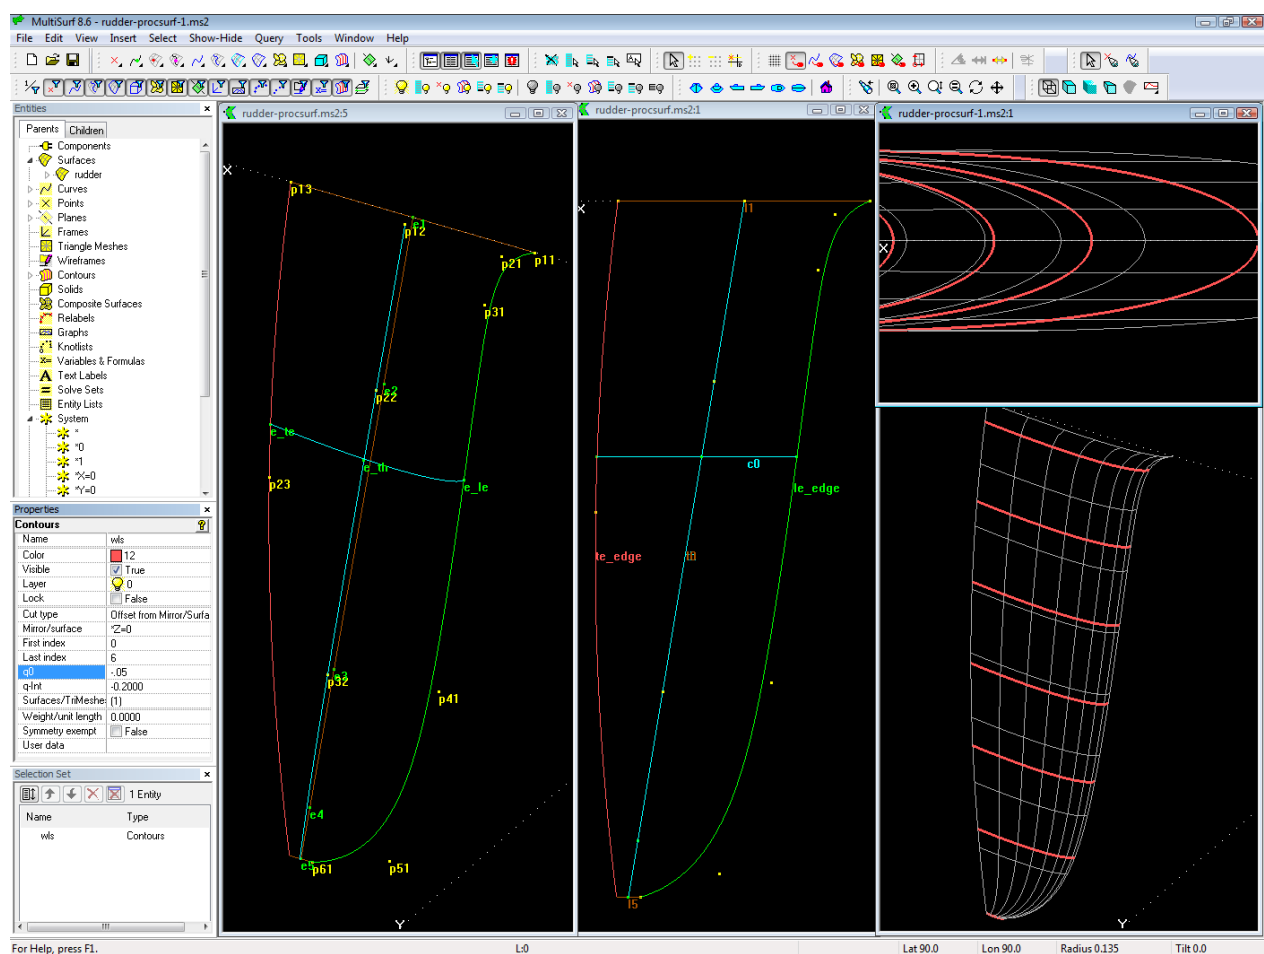 MultiSurf 8.6 - rudder-procsurf-1.ms2
File Edit View Insert Select Show-Hide Query Tools Window Help
Entities
Parents Children
Components
Surfaces
rudder
Curves
Points
Planes
Frames
Triangle Meshes
Wireframes
Contours
Solids
Composite Surfaces
Relabels
Graphs
Knotlists
Variables & Formulas
Text Labels
Solve Sets
Entity Lists
System
*
*0
*1
*X=0
*Y=0
Properties
Contours
Name wls
Color 12
Visible True
Layer 0
Lock False
Cut type Offset from Mirror/Surfa
Mirror/surface *Z=0
First index 0
Last index 6
q0 -.05
q-Int -0.2000
Surfaces/TriMeshe: (1)
Weight/unit length 0.0000
Symmetry exempt False
User data
Selection Set
1 Entity
Name Type
wls Contours
rudder-procsurf.ms2:5
X
p13
e1
p12
p21 p11
p31
e2
p22
e_te
e_th
p23
e_le
e3
p32
p41
e4
e5
p61
p51
Y
rudder-procsurf.ms2:1
X
l1
c0
le_edge
te_edge
l5
rudder-procsurf-1.ms2:1
X
Y
For Help, press F1.
L:0
Lat 90.0 Lon 90.0 Radius 0.135 Tilt 0.0